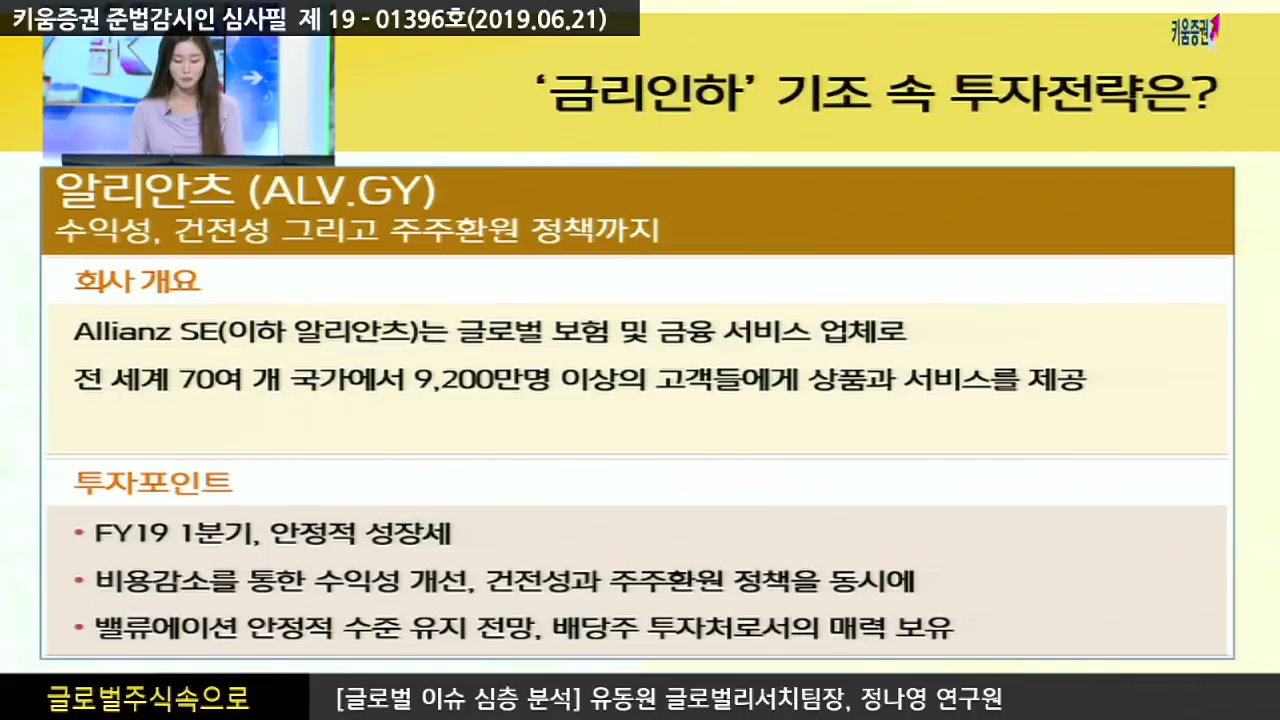 키움증권 준법감시인 심사필 제 19 - 01396호(2019.06.21)
키움증권
‘금리인하’ 기조 속 투자전략은?
알리안츠 (ALV.GY)
수익성, 건전성 그리고 주주환원 정책까지
회사 개요
Allianz SE(이하 알리안츠)는 글로벌 보험 및 금융 서비스 업체로
전 세계 70여 개 국가에서 9,200만명 이상의 고객들에게 상품과 서비스를 제공
투자포인트
• FY19 1분기, 안정적 성장세
• 비용감소를 통한 수익성 개선, 건전성과 주주환원 정책을 동시에
• 밸류에이션 안정적 수준 유지 전망, 배당주 투자처로서의 매력 보유
글로벌주식속으로
[글로벌 이슈 심층 분석] 유동원 글로벌리서치팀장, 정나영 연구원